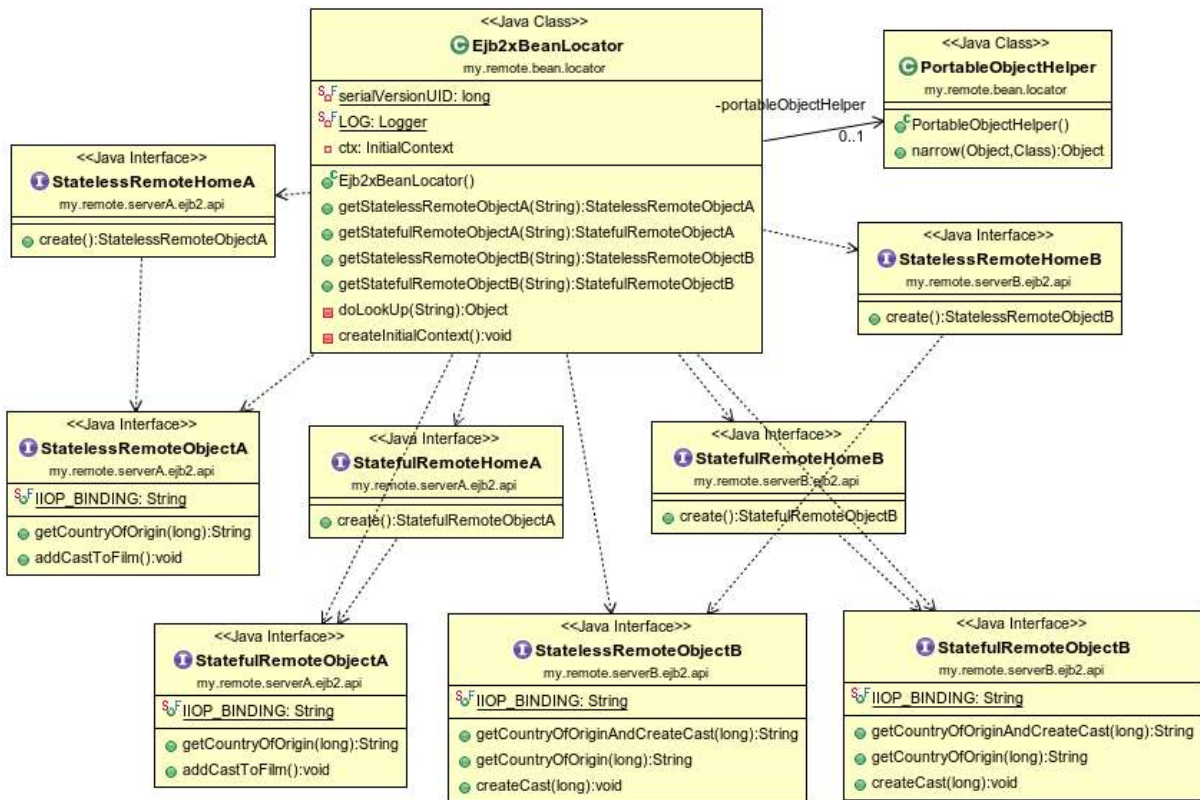 <<Java Class>>
Ejb2xBeanLocator
my.remote.bean.locator
serialVersionUID: long
LOG: Logger
ctx: InitialContext
Ejb2xBeanLocator()
getStatelessRemoteObjectA(String):StatelessRemoteObjectA
getStatefulRemoteObjectA(String):StatefulRemoteObjectA
getStatelessRemoteObjectB(String):StatelessRemoteObjectB
getStatefulRemoteObjectB(String):StatefulRemoteObjectB
doLookUp(String):Object
createInitialContext():void
-portableObjectHelper
0..1
<<Java Class>>
PortableObjectHelper
my.remote.bean.locator
PortableObjectHelper()
narrow(Object,Class):Object
<<Java Interface>>
StatelessRemoteHomeA
my.remote.serverA.ejb2.api
create():StatelessRemoteObjectA
<<Java Interface>>
StatelessRemoteHomeB
my.remote.serverB.ejb2.api
create():StatelessRemoteObjectB
<<Java Interface>>
StatelessRemoteObjectA
my.remote.serverA.ejb2.api
IIOP_BINDING: String
getCountryOfOrigin(long):String
addCastToFilm():void
<<Java Interface>>
StatefulRemoteHomeA
my.remote.serverA.ejb2.api
create():StatefulRemoteObjectA
<<Java Interface>>
StatefulRemoteHomeB
my.remote.serverB.ejb2.api
create():StatefulRemoteObjectB
<<Java Interface>>
StatefulRemoteObjectA
my.remote.serverA.ejb2.api
IIOP_BINDING: String
getCountryOfOrigin(long):String
addCastToFilm():void
<<Java Interface>>
StatelessRemoteObjectB
my.remote.serverB.ejb2.api
IIOP_BINDING: String
getCountryOfOriginAndCreateCast(long):String
getCountryOfOrigin(long):String
createCast(long):void
<<Java Interface>>
StatefulRemoteObjectB
my.remote.serverB.ejb2.api
IIOP_BINDING: String
getCountryOfOriginAndCreateCast(long):String
getCountryOfOrigin(long):String
createCast(long):void